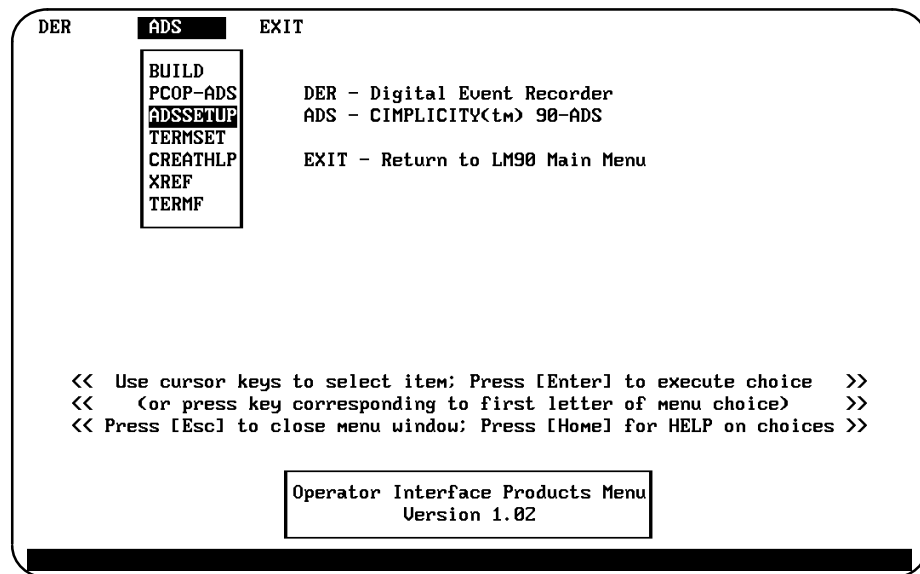 DER ADS EXIT
BUILD
PCOP-ADS DER - Digital Event Recorder
ADSSETUP ADS - CIMPLICITY(tm) 90-ADS
TERMSET
CREATHLP EXIT - Return to LM90 Main Menu
XREF
TERMF
<< Use cursor keys to select item; Press [Enter] to execute choice >>
<< (or press key corresponding to first letter of menu choice) >>
<< Press [Esc] to close menu window; Press [Home] for HELP on choices >>
Operator Interface Products Menu
Version 1.02